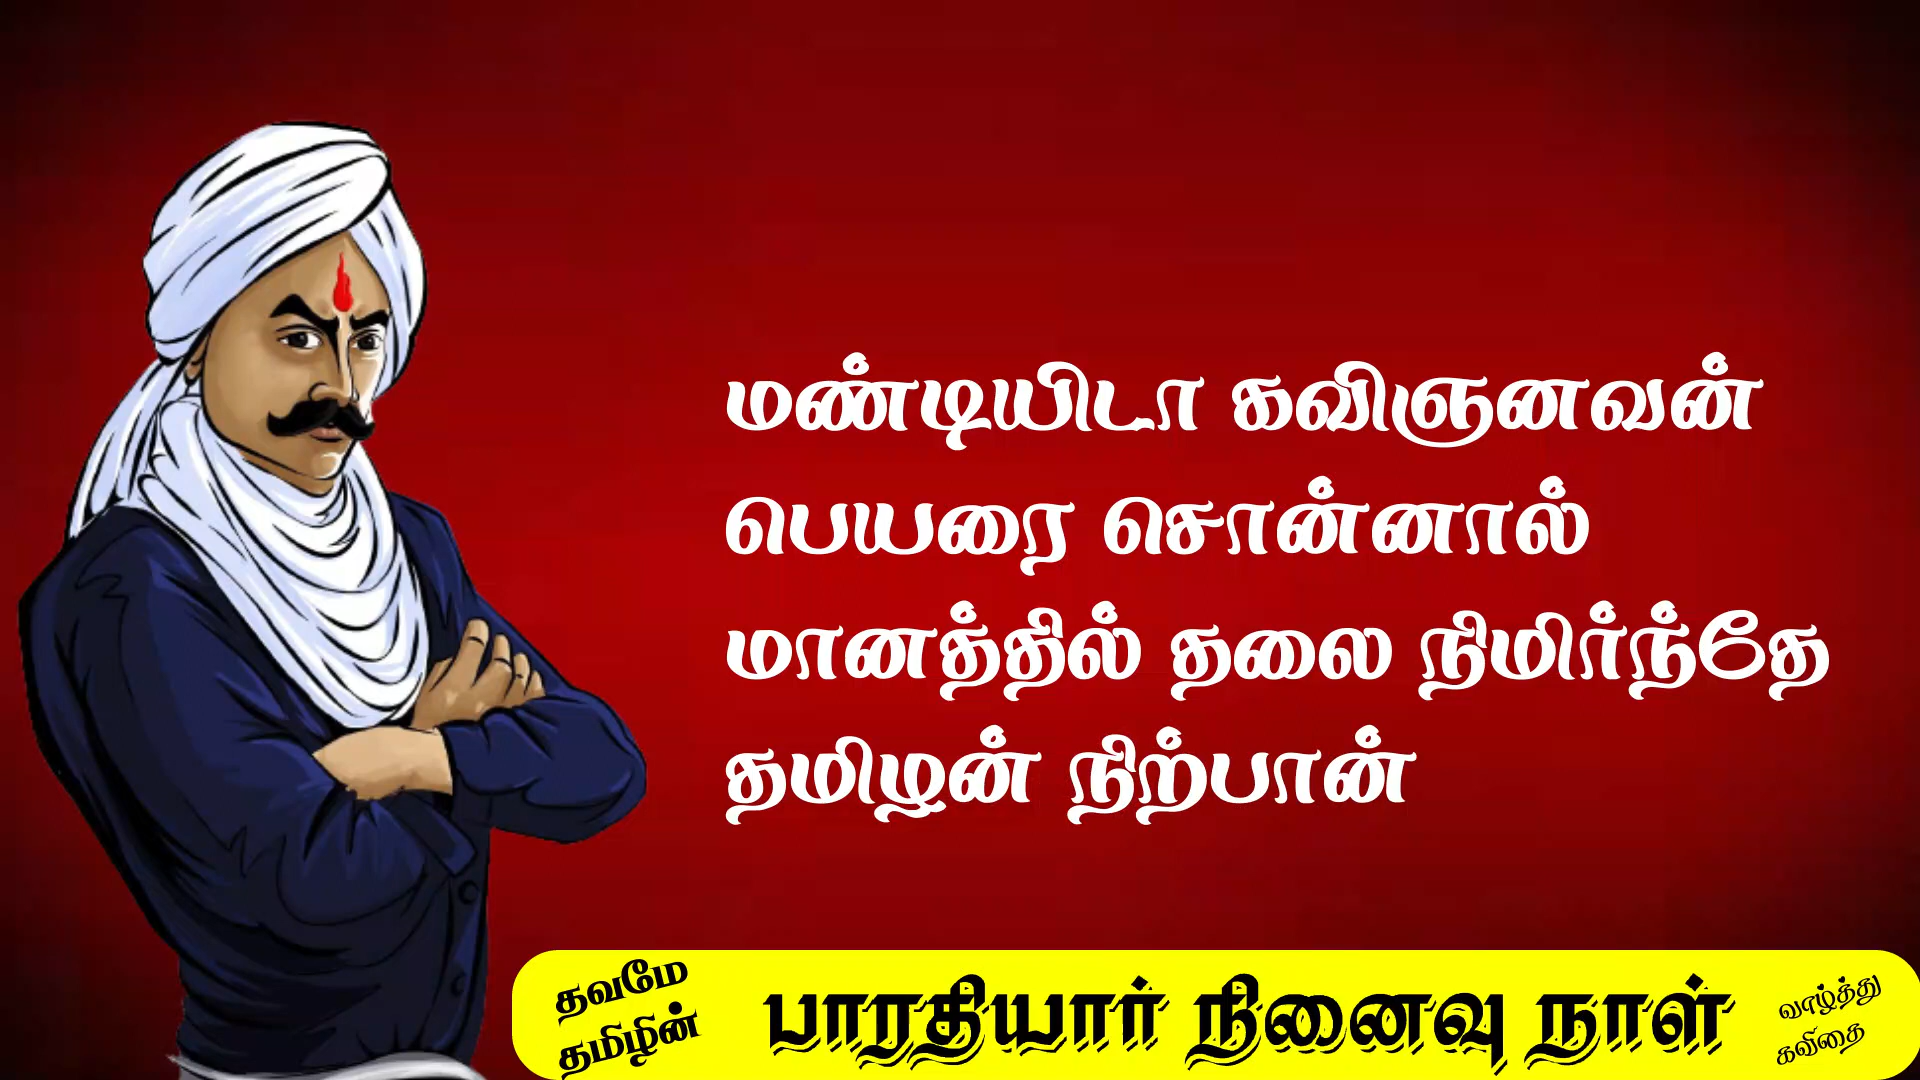 மண்டியிடா கவிஞனவன்
பெயரை சொன்னால்
மானத்தில் தலை நிமிர்ந்தே
தமிழன் நிற்பான்
தவமே
தமிழின்
பாரதியார் நினைவு நாள்
வாழ்த்து
கவிதை